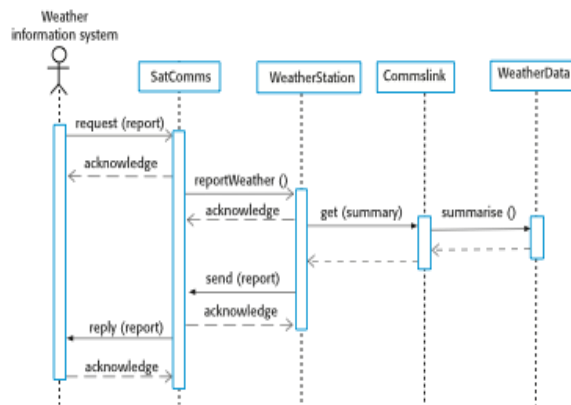 Weather
information system
SatComms
WeatherStation
Commslink
WeatherData
request (report)
acknowledge
reportWeather ()
acknowledge
get (summary)
summarise ()
send (report)
acknowledge
reply (report)
acknowledge